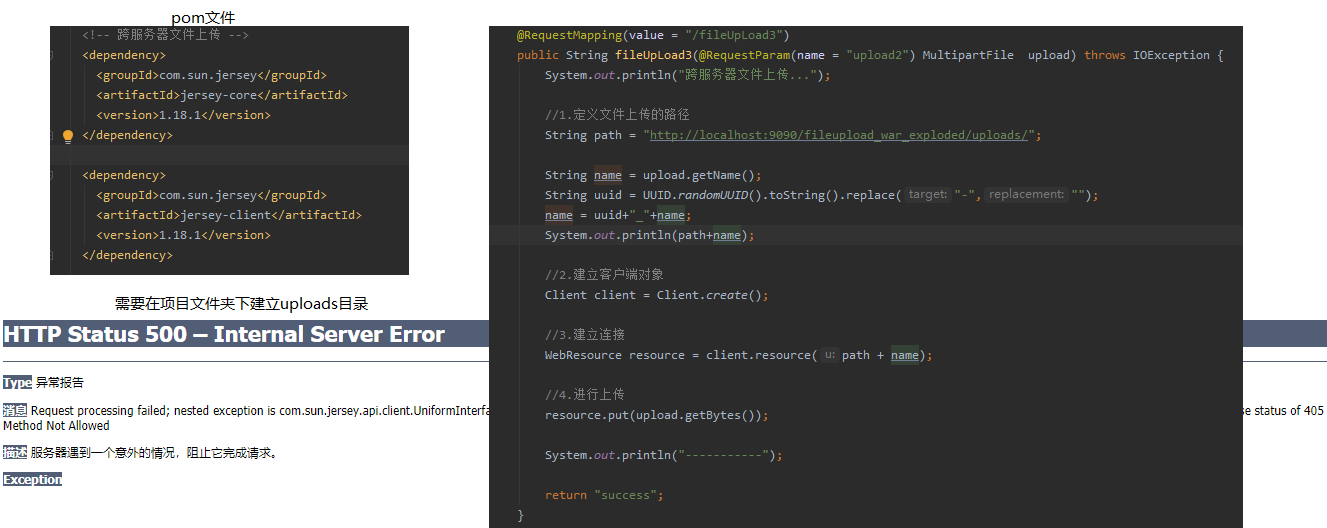 pom文件
<!-- 跨服务器文件上传 -->
<dependency>
<groupId>com.sun.jersey</groupId>
<artifactId>jersey-core</artifactId>
<version>1.18.1</version>
</dependency>
<dependency>
<groupId>com.sun.jersey</groupId>
<artifactId>jersey-client</artifactId>
<version>1.18.1</version>
</dependency>
需要在项目文件夹下建立uploads目录
HTTP Status 500 – Internal Server Error
Type 异常报告
消息 Request processing failed; nested exception is com.sun.jersey.api.client.UniformInterfa
se status of 405
Method Not Allowed
描述 服务器遇到一个意外的情况，阻止它完成请求。
Exception
@RequestMapping(value = "/fileUpLoad3")
public String fileUpLoad3(@RequestParam(name = "upload2") MultipartFile upload) throws IOException {
System.out.println("跨服务器文件上传...");
//1.定义文件上传的路径
String path = "http://localhost:9090/fileupload_war_exploded/uploads/";
String name = upload.getName();
String uuid = UUID.randomUUID().toString().replace( target: "-", replacement: "");
name = uuid+"_"+name;
System.out.println(path+name);
//2.建立客户端对象
Client client = Client.create();
//3.建立连接
WebResource resource = client.resource( u: path + name);
//4.进行上传
resource.put(upload.getBytes());
System.out.println("-----------");
return "success";
}